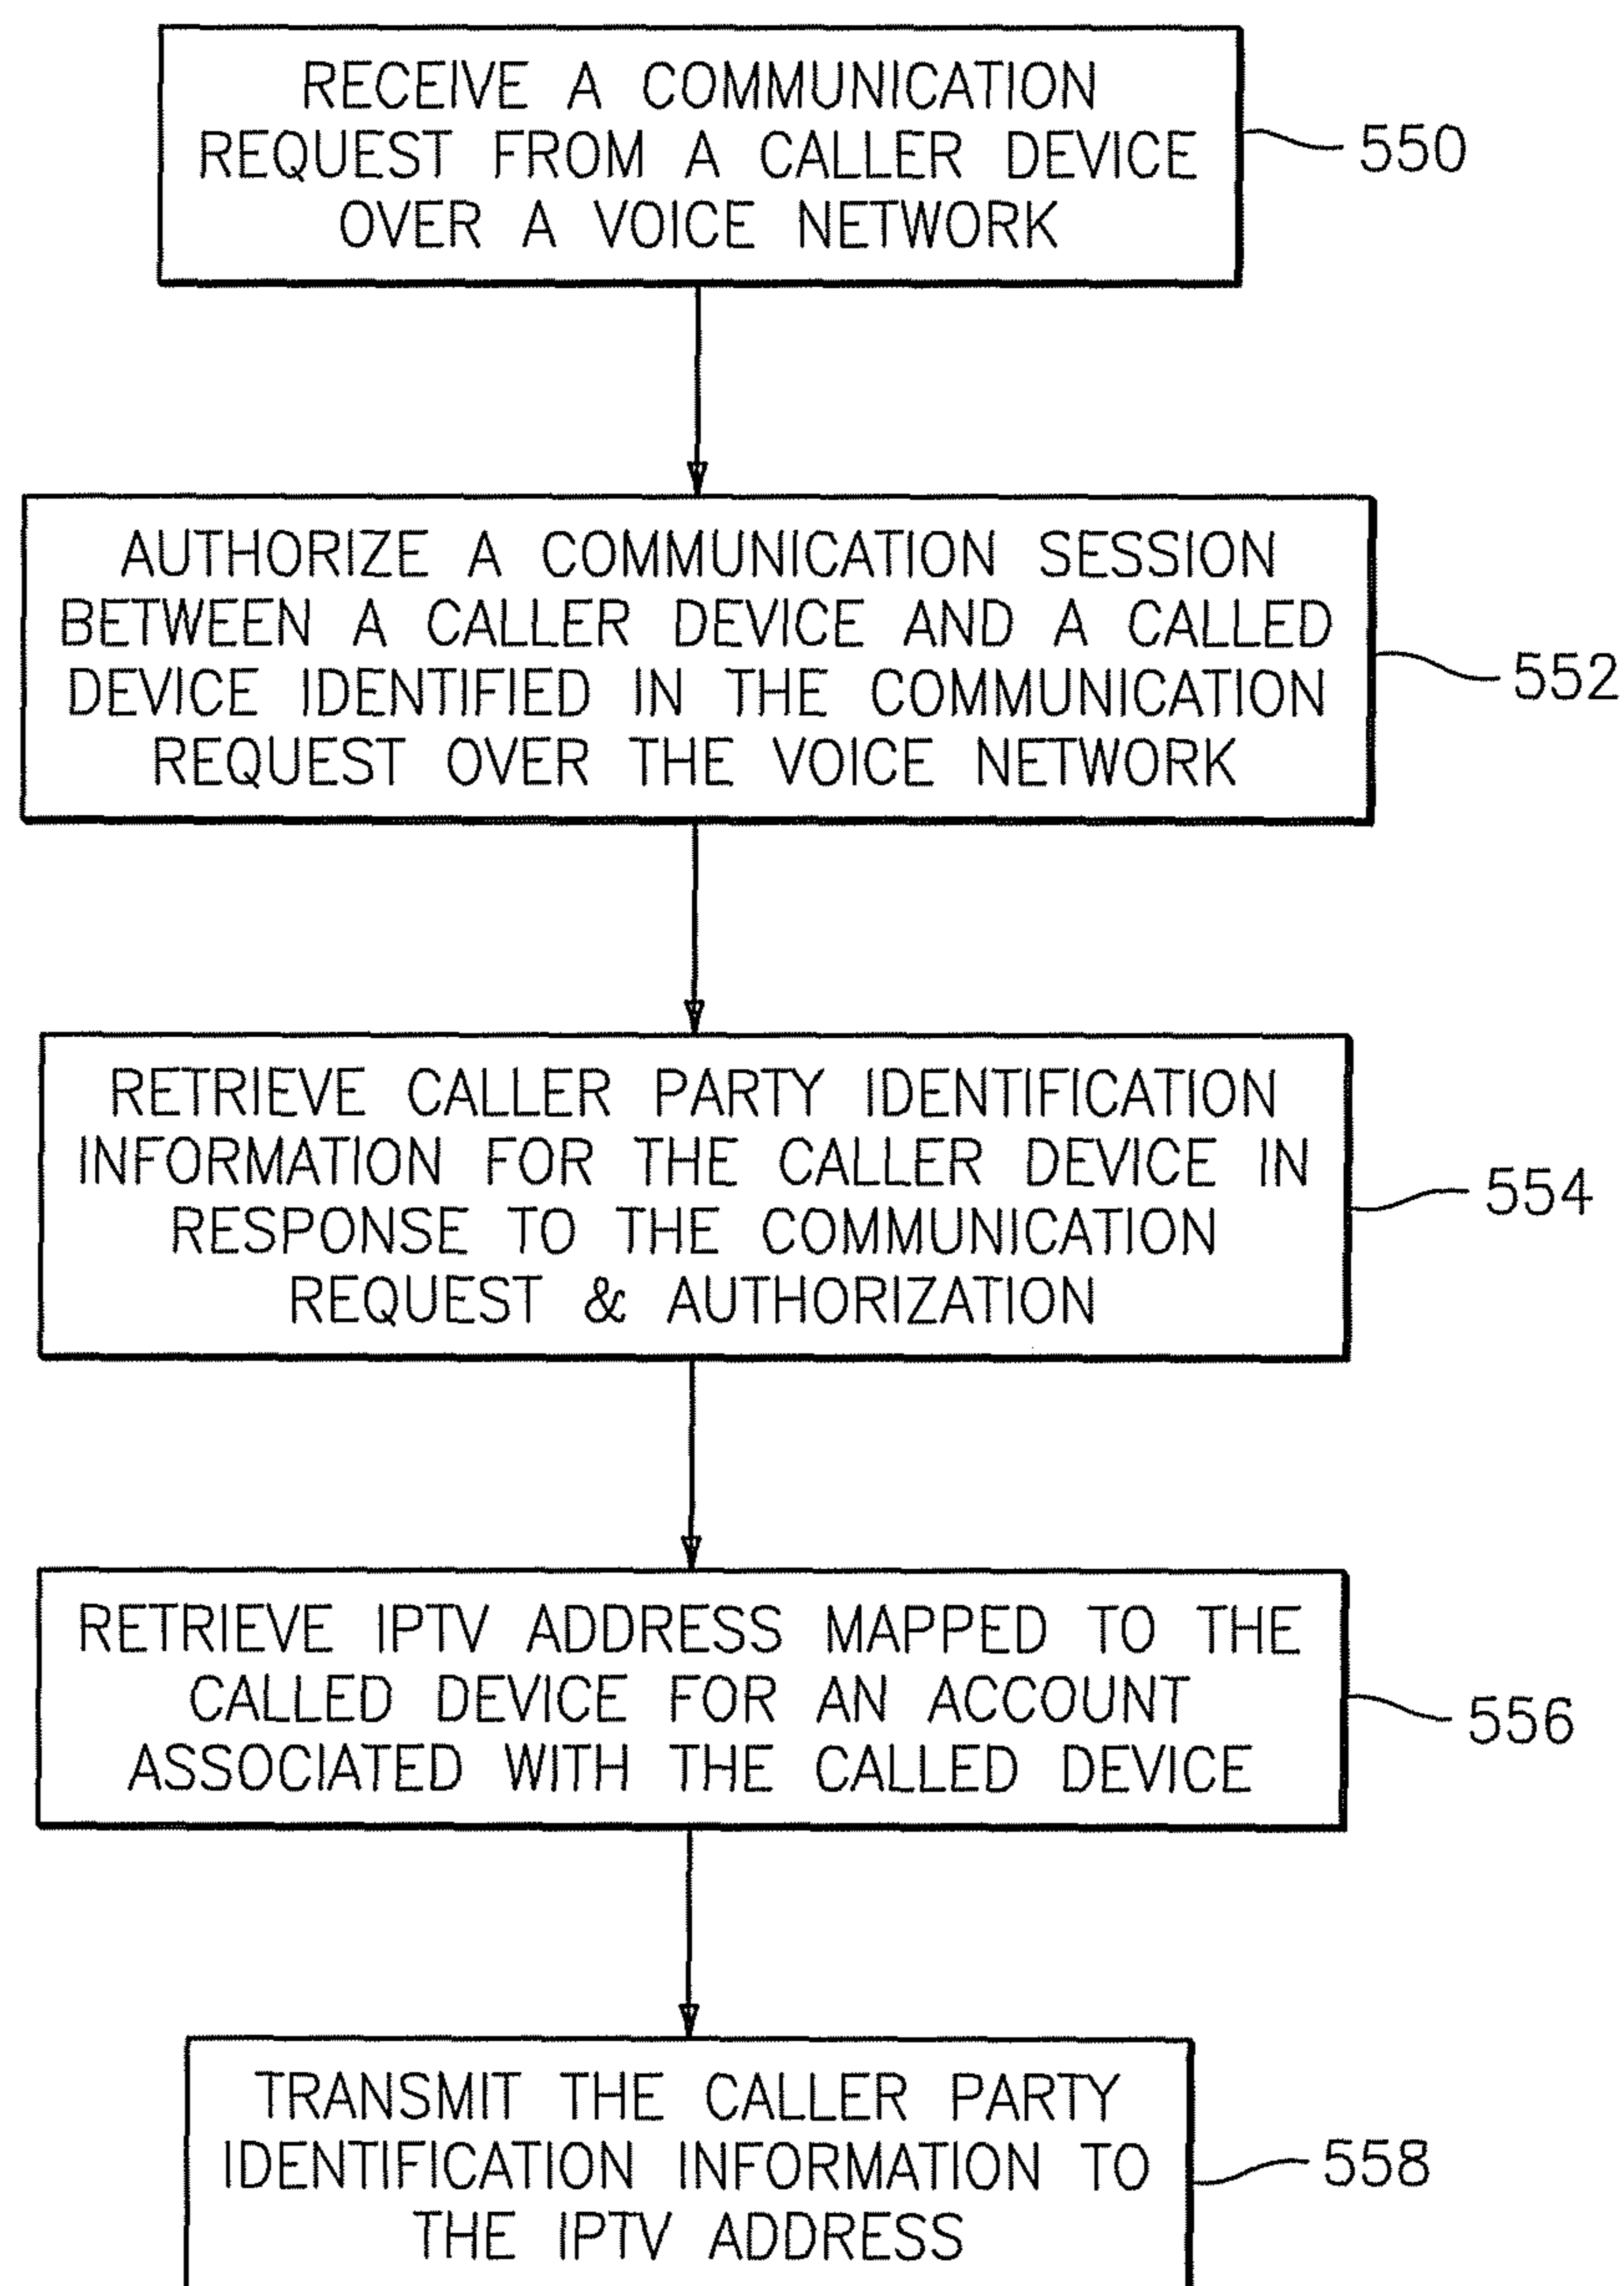 RECEIVE A COMMUNICATION
REQUEST FROM A CALLER DEVICE
OVER A VOICE NETWORK
550
AUTHORIZE A COMMUNICATION SESSION
BETWEEN A CALLER DEVICE AND A CALLED
DEVICE IDENTIFIED IN THE COMMUNICATION
REQUEST OVER THE VOICE NETWORK
552
RETRIEVE CALLER PARTY IDENTIFICATION
INFORMATION FOR THE CALLER DEVICE IN
RESPONSE TO THE COMMUNICATION
REQUEST & AUTHORIZATION
554
RETRIEVE IPTV ADDRESS MAPPED TO THE
CALLED DEVICE FOR AN ACCOUNT
ASSOCIATED WITH THE CALLED DEVICE
556
TRANSMIT THE CALLER PARTY
IDENTIFICATION INFORMATION TO
THE IPTV ADDRESS
558